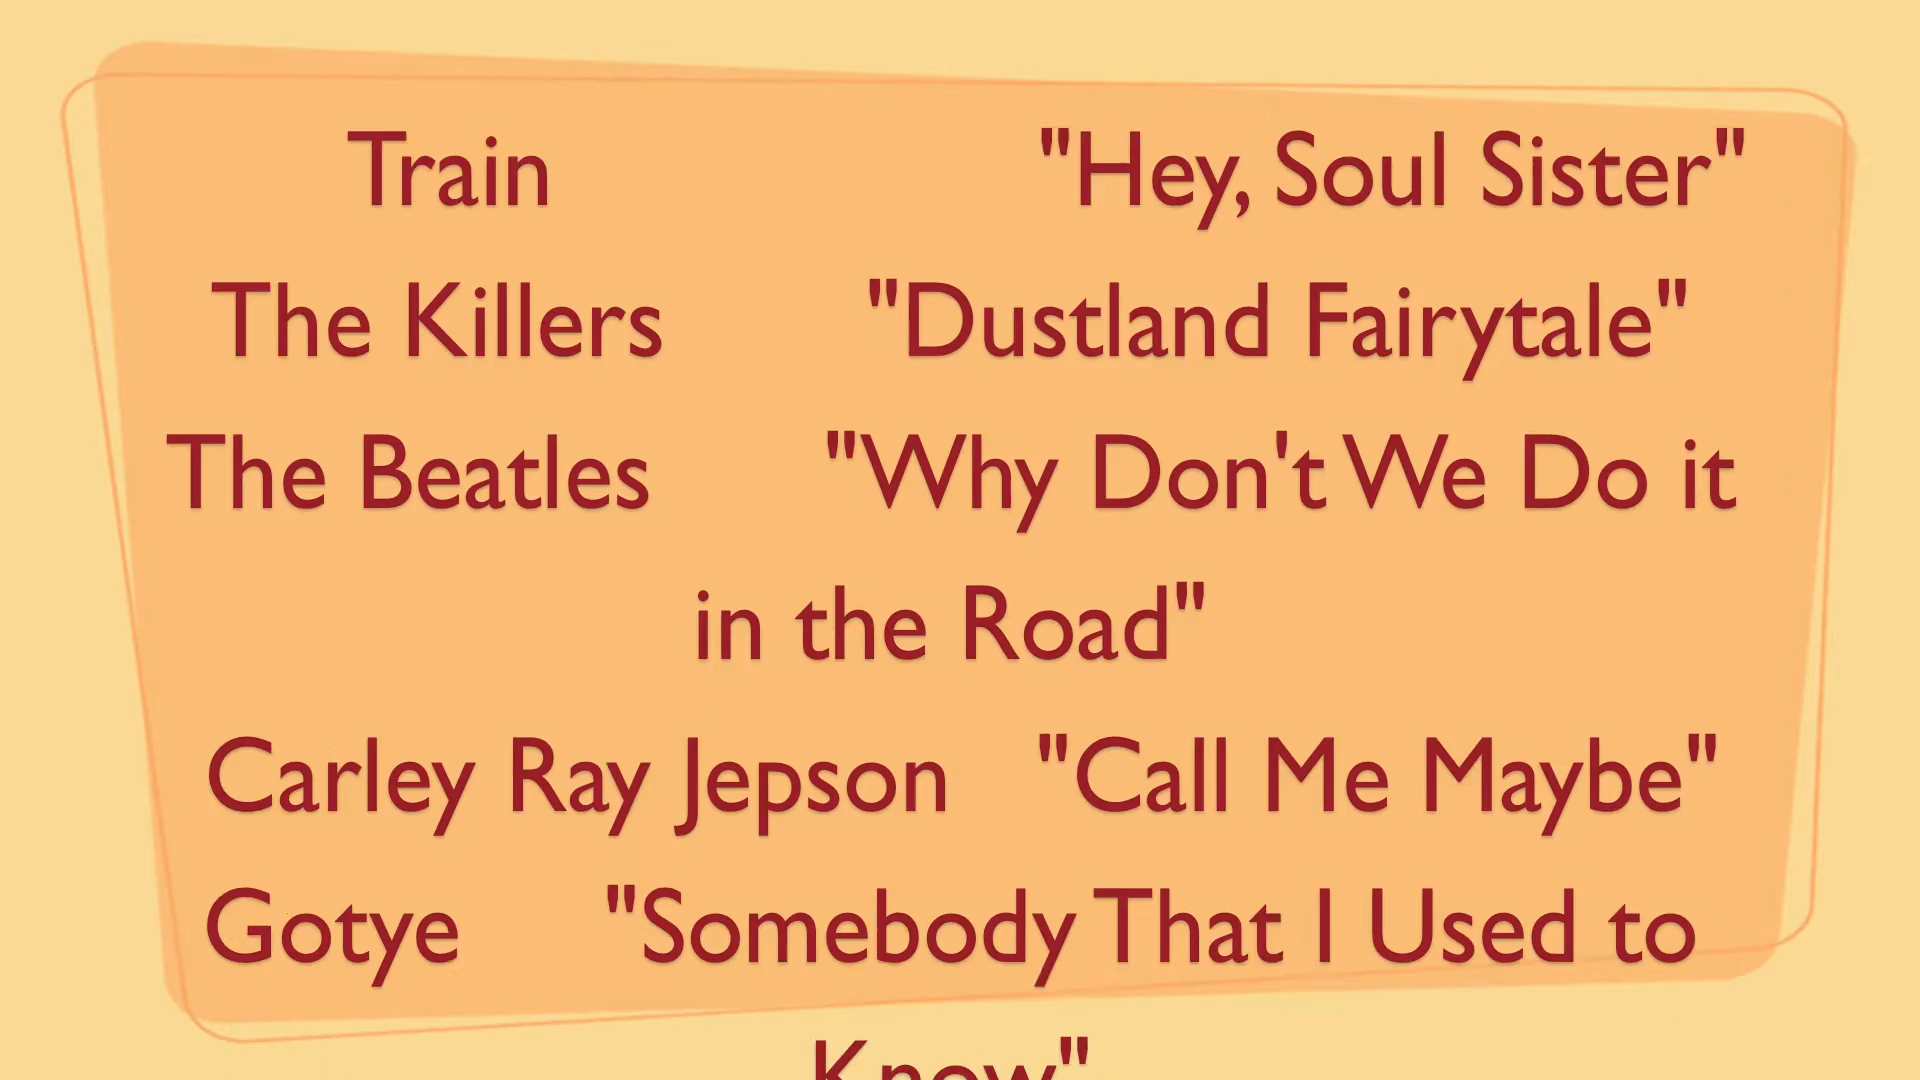 Train "Hey, Soul Sister"
The Killers "Dustland Fairytale"
The Beatles "Why Don't We Do it
in the Road"
Carley Ray Jepson "Call Me Maybe"
Gotye "Somebody That I Used to
Know"